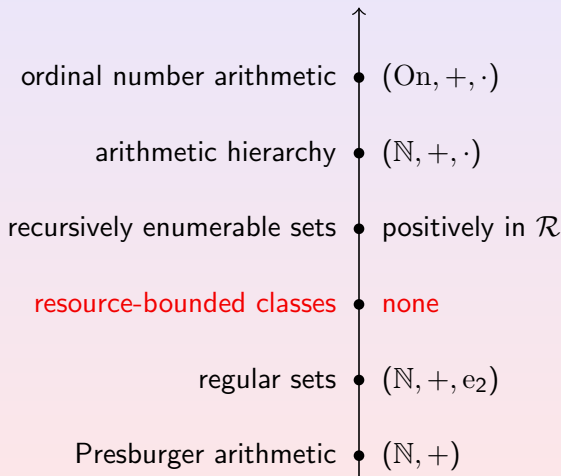 ordinal number arithmetic (On, +, ·)
arithmetic hierarchy (ℕ, +, ·)
recursively enumerable sets positively in ℛ
resource-bounded classes none
regular sets (ℕ, +, e₂)
Presburger arithmetic (ℕ, +)